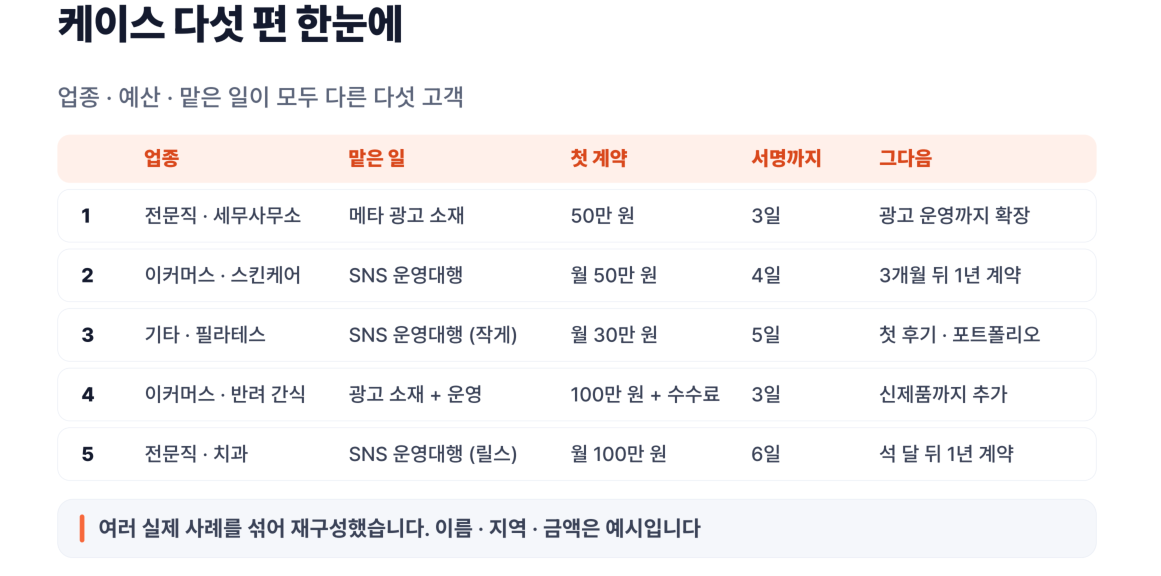 케이스 다섯 편 한눈에
업종 · 예산 · 맡은 일이 모두 다른 다섯 고객
업종 맡은 일 첫 계약 서명까지 그다음
1 전문직 · 세무사무소 메타 광고 소재 50만 원 3일 광고 운영까지 확장
2 이커머스 · 스킨케어 SNS 운영대행 월 50만 원 4일 3개월 뒤 1년 계약
3 기타 · 필라테스 SNS 운영대행 (작게) 월 30만 원 5일 첫 후기 · 포트폴리오
4 이커머스 · 반려 간식 광고 소재 + 운영 100만 원 + 수수료 3일 신제품까지 추가
5 전문직 · 치과 SNS 운영대행 (릴스) 월 100만 원 6일 석 달 뒤 1년 계약
여러 실제 사례를 섞어 재구성했습니다. 이름 · 지역 · 금액은 예시입니다